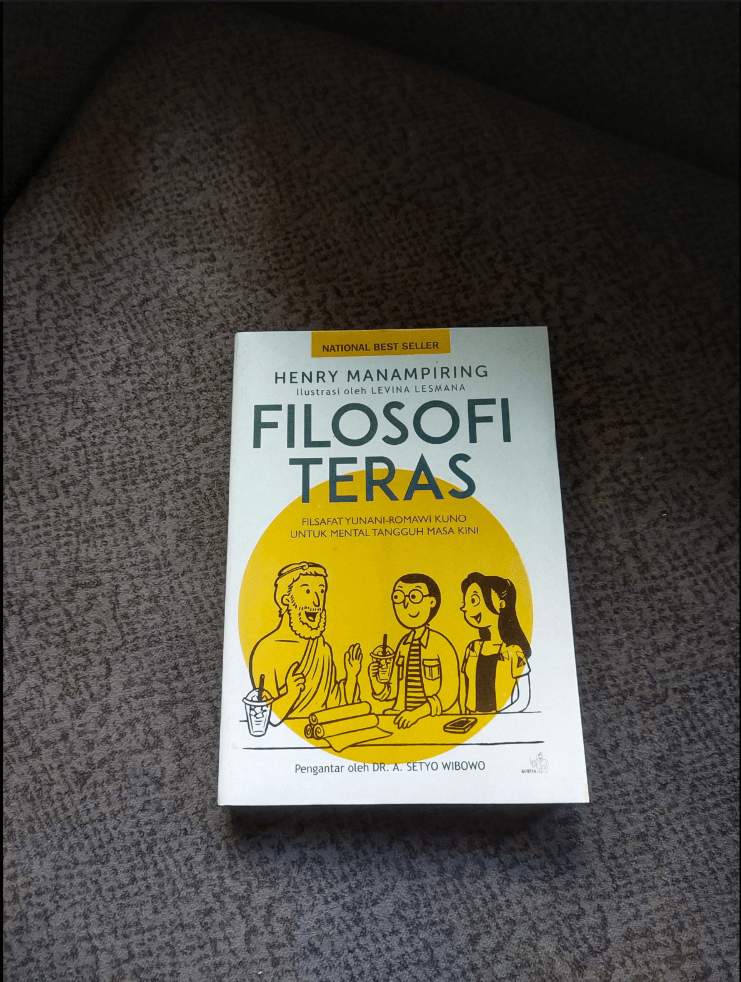 NATIONAL BEST SELLER
HENRY MANAMPIRING
Ilustrasi oleh LEVINA LESMANA
FILOSOFI
TERAS
FILSAFAT YUNANI-ROMAWI KUNO
UNTUK MENTAL TANGGUH MASA KINI
Pengantar oleh DR. A. SETYO WIBOWO